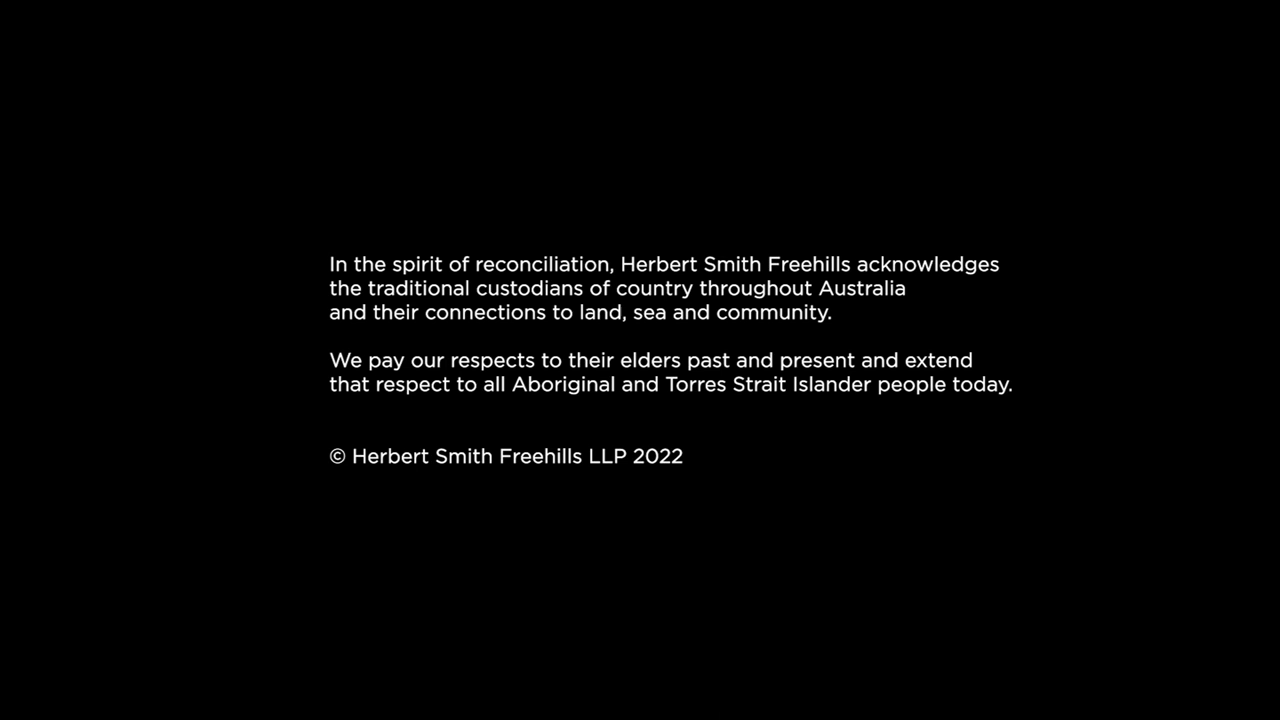 In the spirit of reconciliation, Herbert Smith Freehills acknowledges
the traditional custodians of country throughout Australia
and their connections to land, sea and community.
We pay our respects to their elders past and present and extend
that respect to all Aboriginal and Torres Strait Islander people today.
© Herbert Smith Freehills LLP 2022